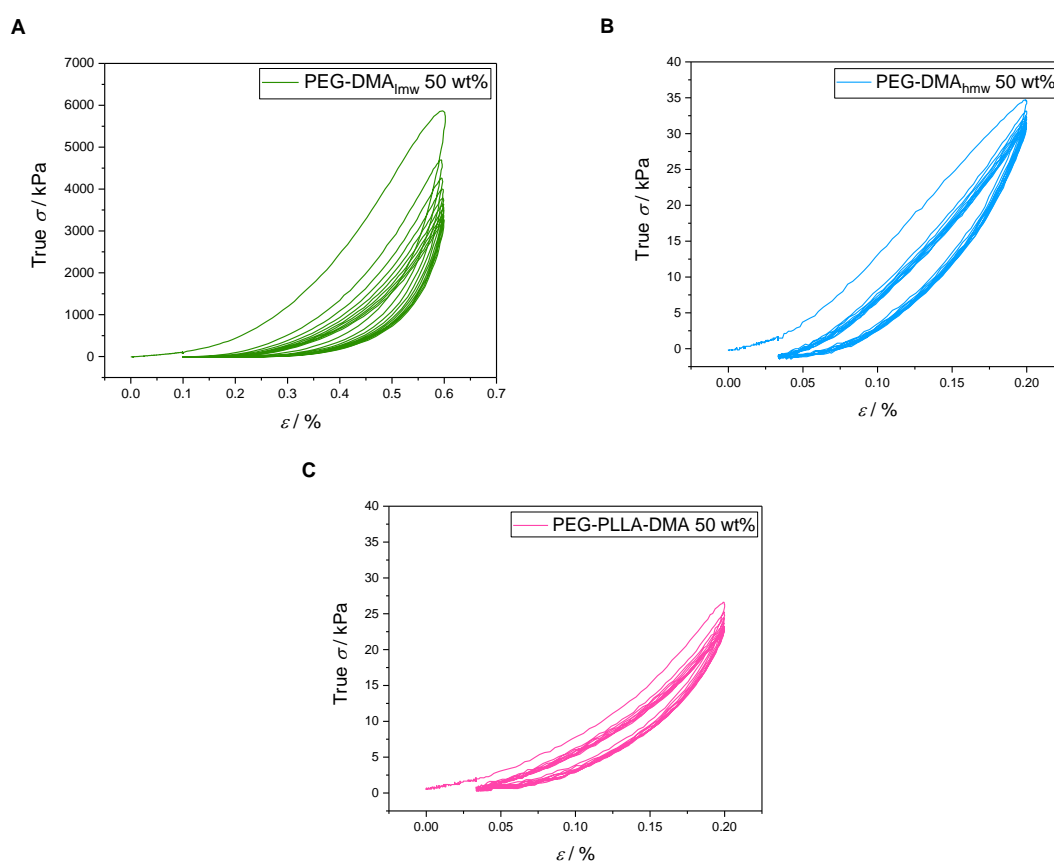 A
PEG-DMAlmw 50 wt%
7000
6000
5000
4000
3000
2000
1000
0
True σ / kPa
0.0 0.1 0.2 0.3 0.4 0.5 0.6 0.7
ε / %
B
PEG-DMAhmw 50 wt%
40
35
30
25
20
15
10
5
0
True σ / kPa
0.00 0.05 0.10 0.15 0.20
ε / %
C
PEG-PLLA-DMA 50 wt%
40
35
30
25
20
15
10
5
0
True σ / kPa
0.00 0.05 0.10 0.15 0.20
ε / %